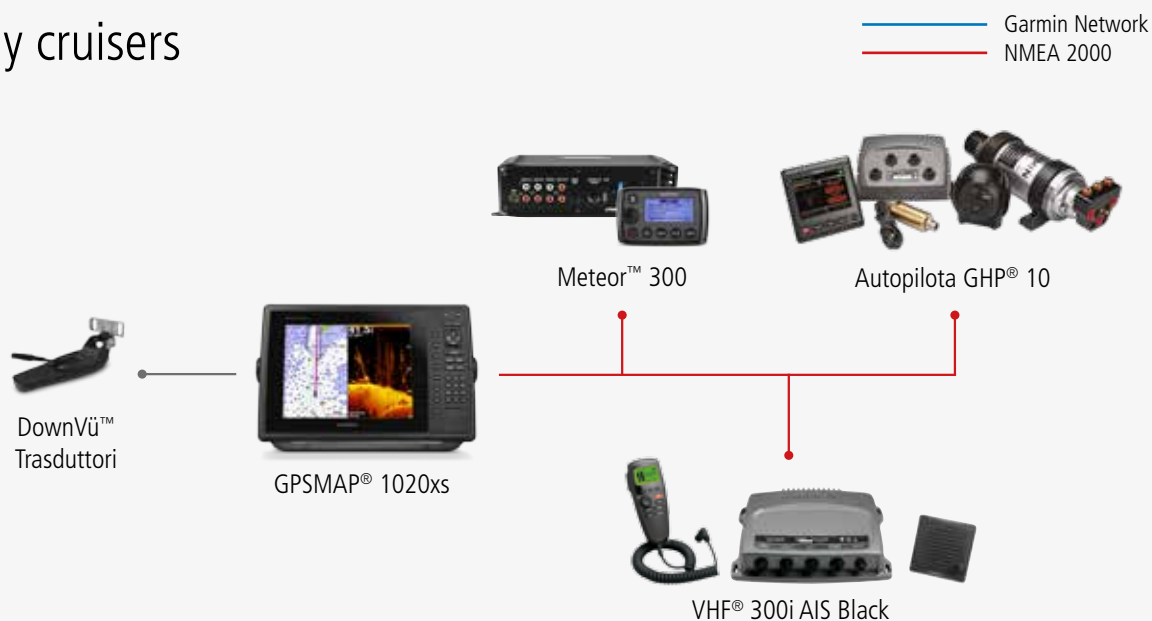 y cruisers
Garmin Network
NMEA 2000
Meteor™ 300
Autopilota GHP® 10
DownVü™
Trasduttori
GPSMAP® 1020xs
VHF® 300i AIS Black